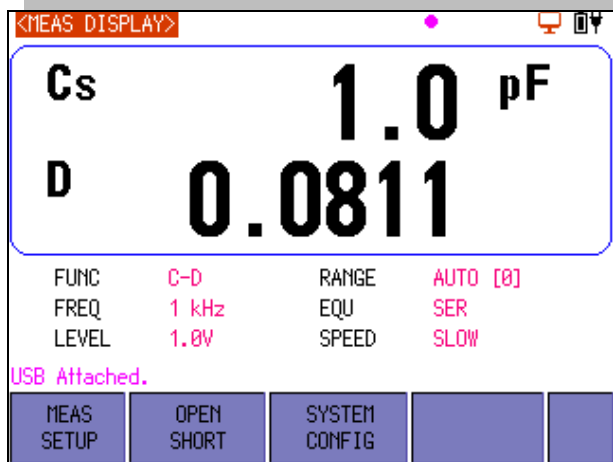 <MEAS DISPLAY>
Cs 1.0 pF
D 0.0811
FUNC C-D RANGE AUTO [0]
FREQ 1 kHz EQU SER
LEVEL 1.0V SPEED SLOW
USB Attached.
MEAS SETUP OPEN SHORT SYSTEM CONFIG